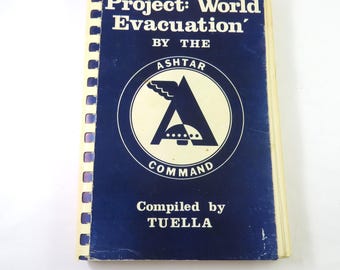 Project: World
Evacuation'
BY THE
ASHTAR
COMMAND
Compiled by
TUELLA